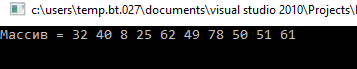 c:\users\temp.bt.027\documents\visual studio 2010\Projects\
Массив = 32 40 8 25 62 49 78 50 51 61